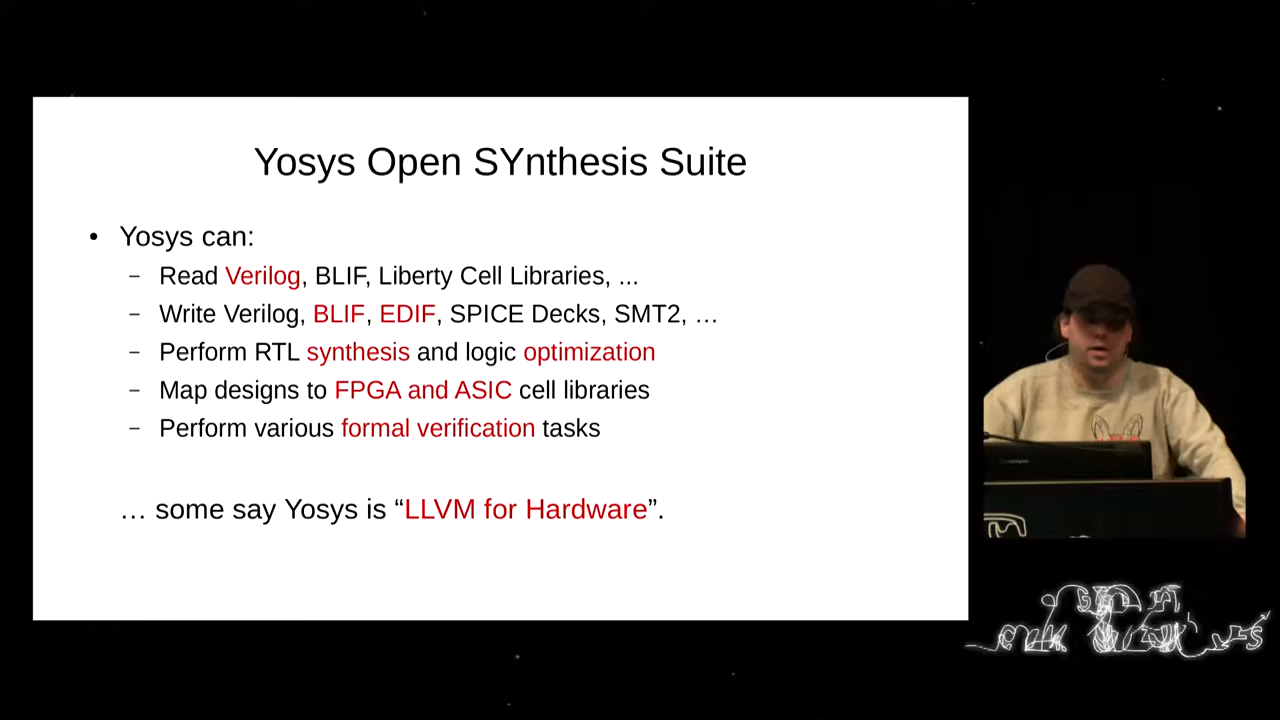 Yosys Open SYnthesis Suite
• Yosys can:
– Read Verilog, BLIF, Liberty Cell Libraries, ...
– Write Verilog, BLIF, EDIF, SPICE Decks, SMT2, …
– Perform RTL synthesis and logic optimization
– Map designs to FPGA and ASIC cell libraries
– Perform various formal verification tasks
… some say Yosys is “LLVM for Hardware”.